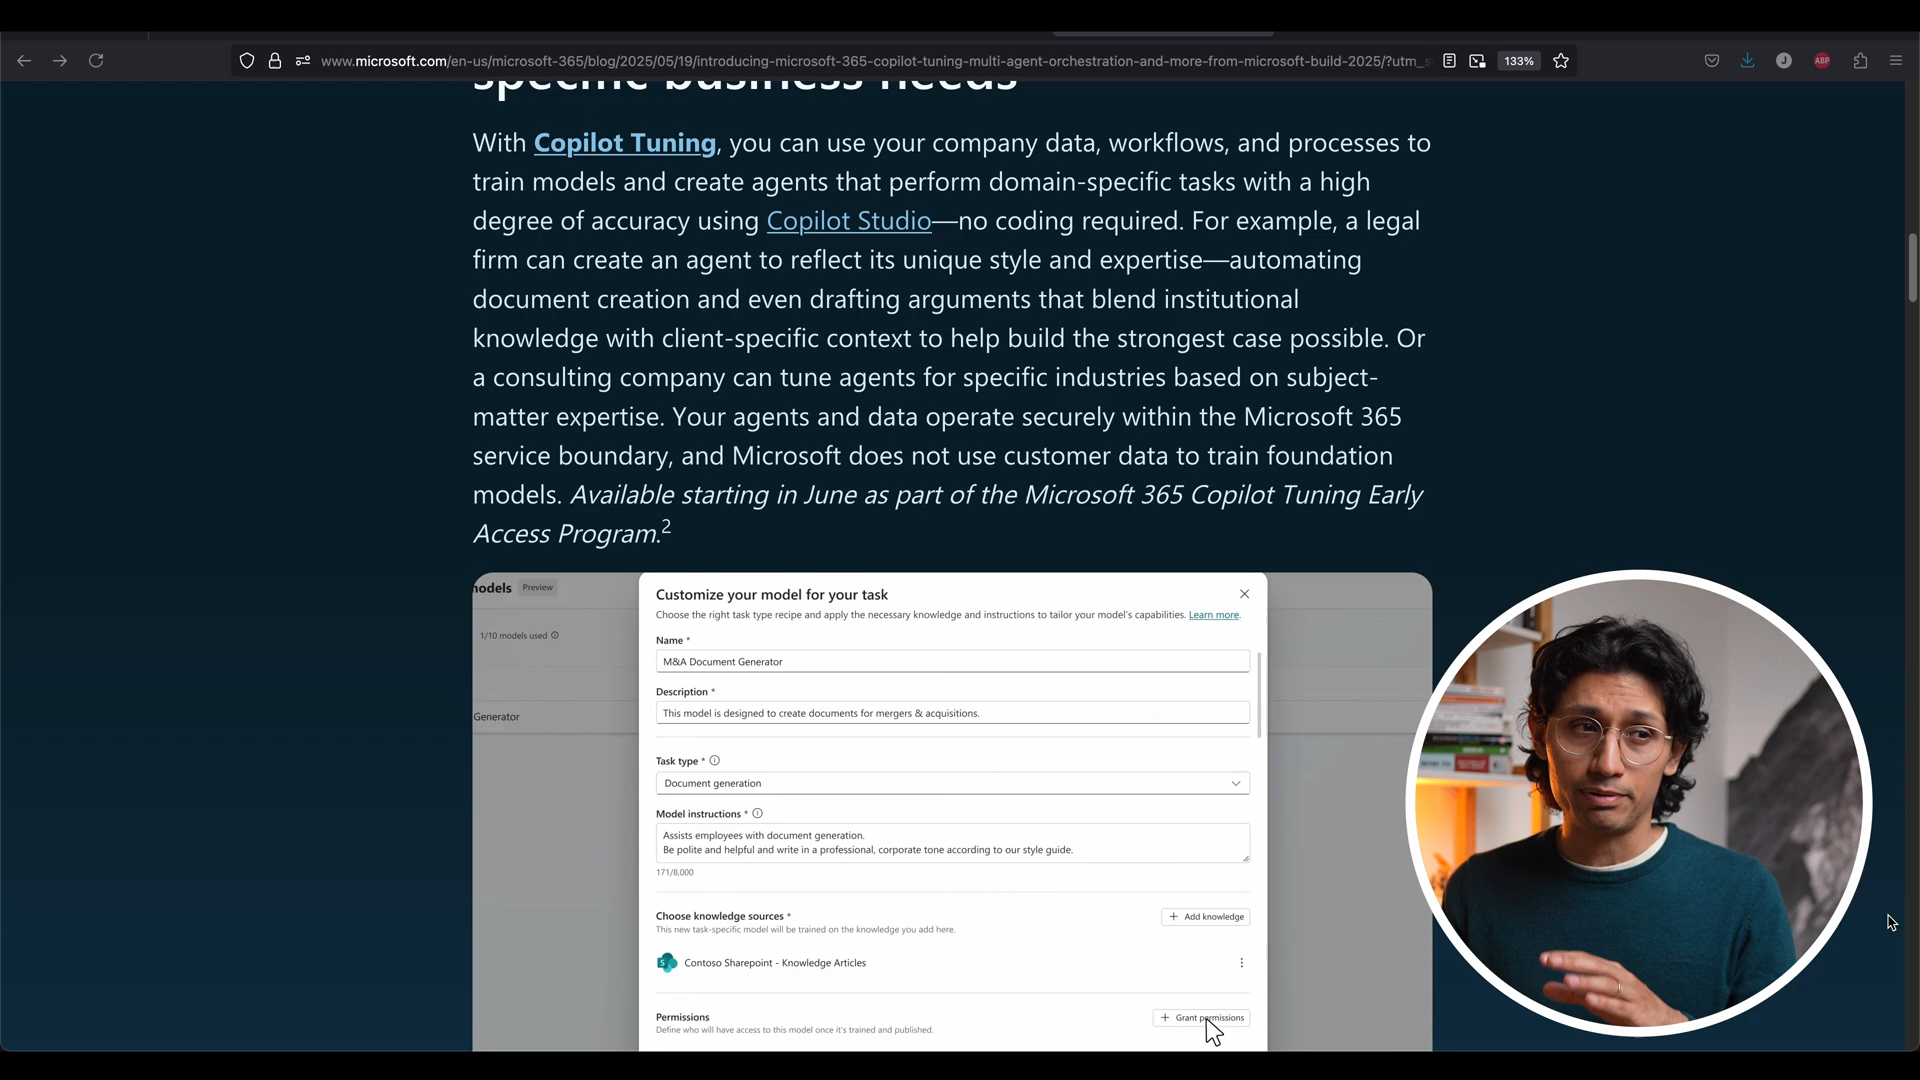 www.microsoft.com/en-us/microsoft-365/blog/2025/05/19/introducing-microsoft-365-copilot-tuning-multi-agent-orchestration-and-more-from-microsoft-build-2025/?utm_s
133%
J
ABP
specific business needs
With Copilot Tuning, you can use your company data, workflows, and processes to
train models and create agents that perform domain-specific tasks with a high
degree of accuracy using Copilot Studio—no coding required. For example, a legal
firm can create an agent to reflect its unique style and expertise—automating
document creation and even drafting arguments that blend institutional
knowledge with client-specific context to help build the strongest case possible. Or
a consulting company can tune agents for specific industries based on subject-
matter expertise. Your agents and data operate securely within the Microsoft 365
service boundary, and Microsoft does not use customer data to train foundation
models. Available starting in June as part of the Microsoft 365 Copilot Tuning Early
Access Program.2
models Preview
1/10 models used
Generator
Customize your model for your task
Choose the right task type recipe and apply the necessary knowledge and instructions to tailor your model's capabilities. Learn more.
Name *
M&A Document Generator
Description *
This model is designed to create documents for mergers & acquisitions.
Task type *
Document generation
Model instructions *
Assists employees with document generation.
Be polite and helpful and write in a professional, corporate tone according to our style guide.
171/8,000
Choose knowledge sources *
+ Add knowledge
This new task-specific model will be trained on the knowledge you add here.
S Contoso Sharepoint - Knowledge Articles
Permissions
+ Grant permissions
Define who will have access to this model once it's trained and published.